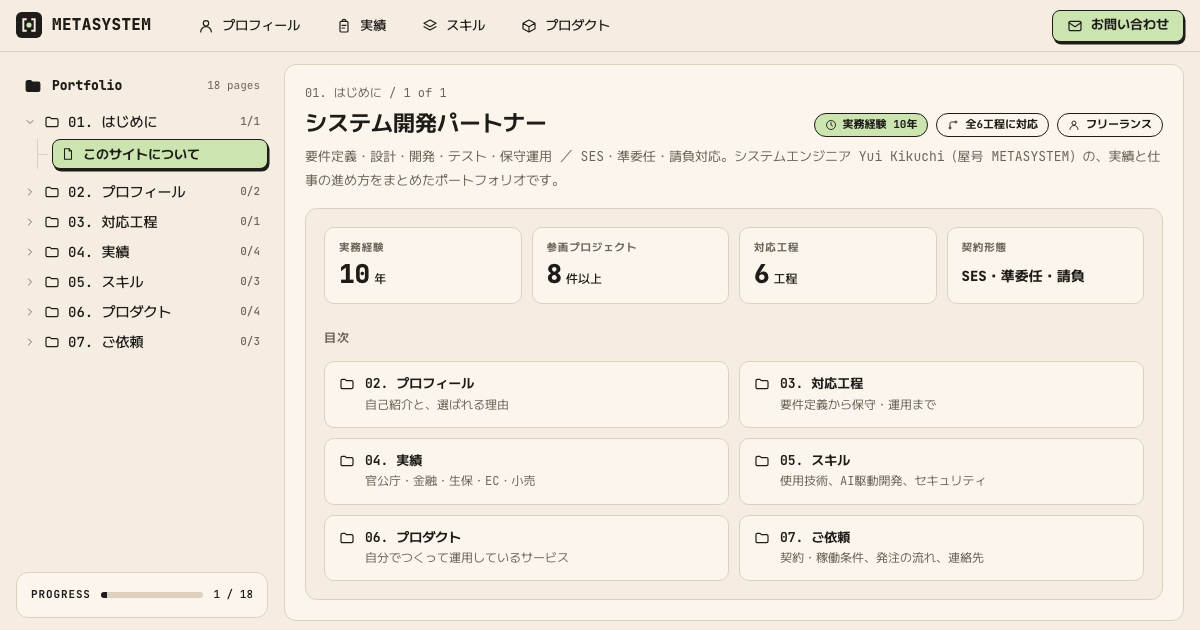 METASYSTEM
プロフィール
実績
スキル
プロダクト
お問い合わせ
Portfolio
18 pages
01. はじめに
1/1
このサイトについて
02. プロフィール
0/2
03. 対応工程
0/1
04. 実績
0/4
05. スキル
0/3
06. プロダクト
0/4
07. ご依頼
0/3
PROGRESS
1 / 18
01. はじめに / 1 of 1
システム開発パートナー
実務経験 10年
全6工程に対応
フリーランス
要件定義・設計・開発・テスト・保守運用 ／ SES・準委任・請負対応。システムエンジニア Yui Kikuchi（屋号 METASYSTEM）の、実績と仕
事の進め方をまとめたポートフォリオです。
実務経験
10 年
参画プロジェクト
8 件以上
対応工程
6 工程
契約形態
SES・準委任・請負
目次
02. プロフィール
自己紹介と、選ばれる理由
03. 対応工程
要件定義から保守・運用まで
04. 実績
官公庁・金融・生保・EC・小売
05. スキル
使用技術、AI駆動開発、セキュリティ
06. プロダクト
自分でつくって運用しているサービス
07. ご依頼
契約・稼働条件、発注の流れ、連絡先